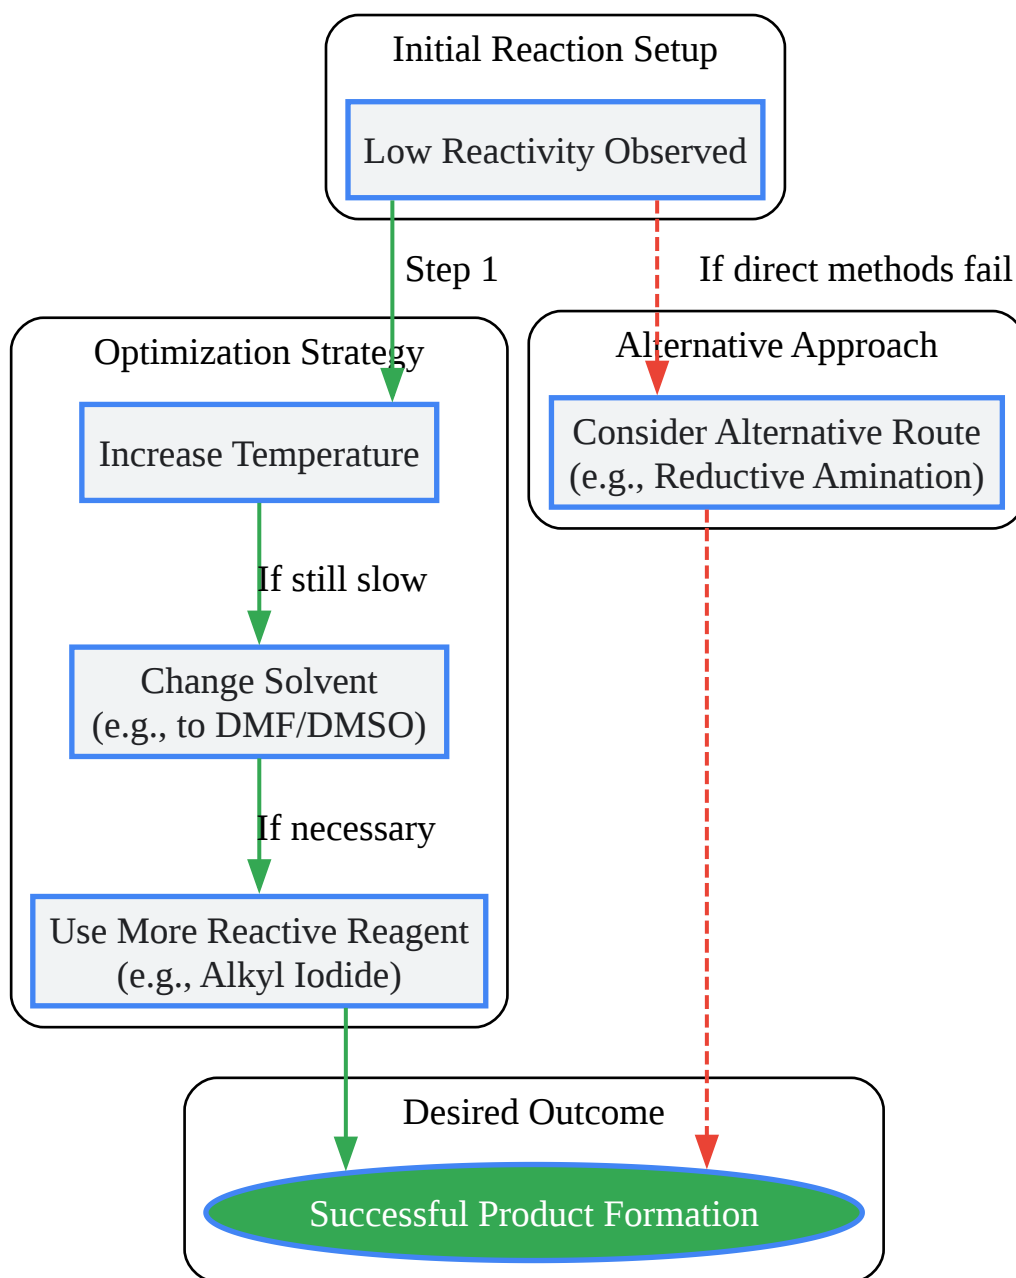 Initial Reaction Setup
Low Reactivity Observed
Step 1
If direct methods fail
Optimization Strategy
Alternative Approach
Increase Temperature
Consider Alternative Route
(e.g., Reductive Amination)
If still slow
Change Solvent
(e.g., to DMF/DMSO)
If necessary
Use More Reactive Reagent
(e.g., Alkyl Iodide)
Desired Outcome
Successful Product Formation